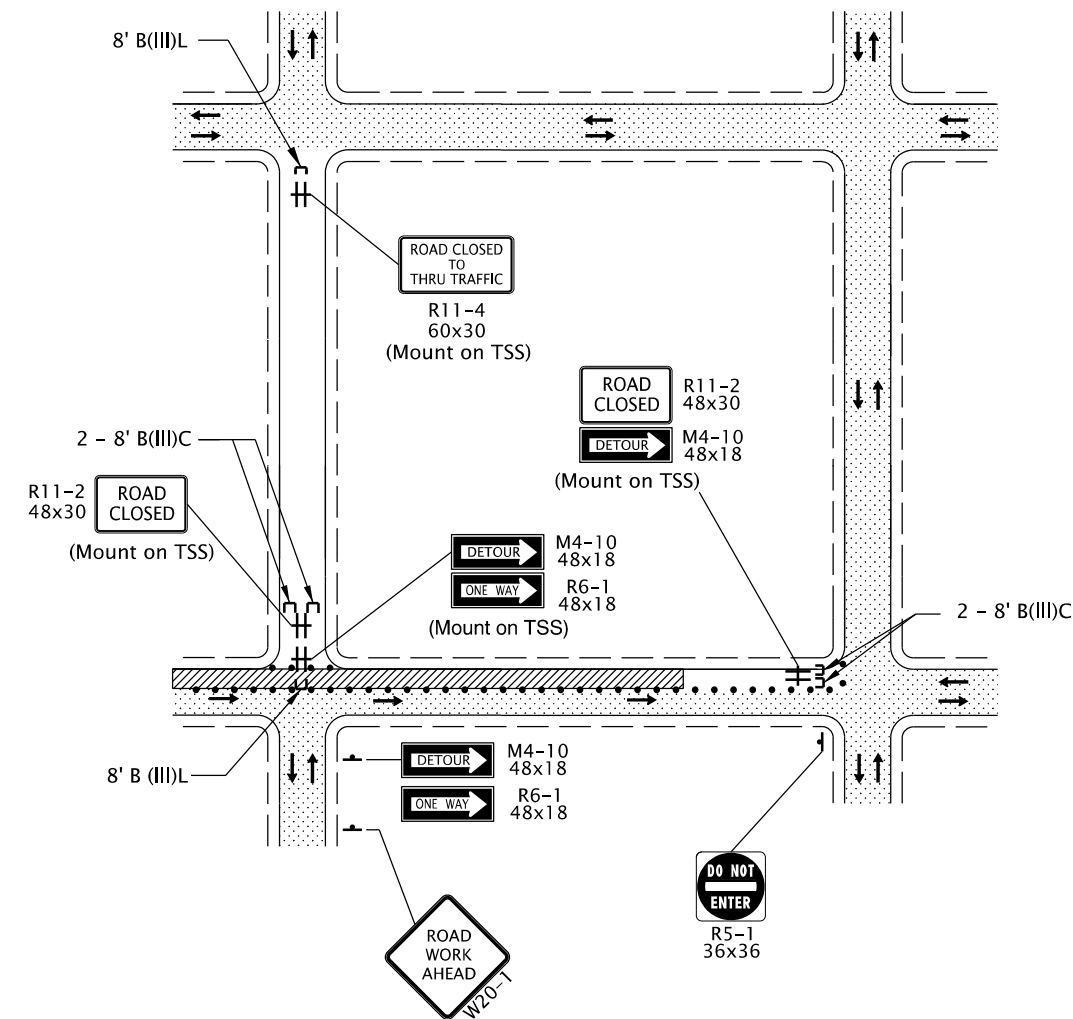 8' B(III)L
ROAD CLOSED
TO
THRU TRAFFIC
R11-4
60x30
(Mount on TSS)
ROAD
CLOSED
R11-2
48x30
DETOUR
M4-10
48x18
(Mount on TSS)
2 - 8' B(III)C
R11-2
48x30
ROAD
CLOSED
(Mount on TSS)
DETOUR
M4-10
48x18
ONE WAY
R6-1
48x18
(Mount on TSS)
2 - 8' B(III)C
8' B (III)L
DETOUR
M4-10
48x18
ONE WAY
R6-1
48x18
DO NOT
ENTER
R5-1
36x36
ROAD
WORK
AHEAD
W20-1